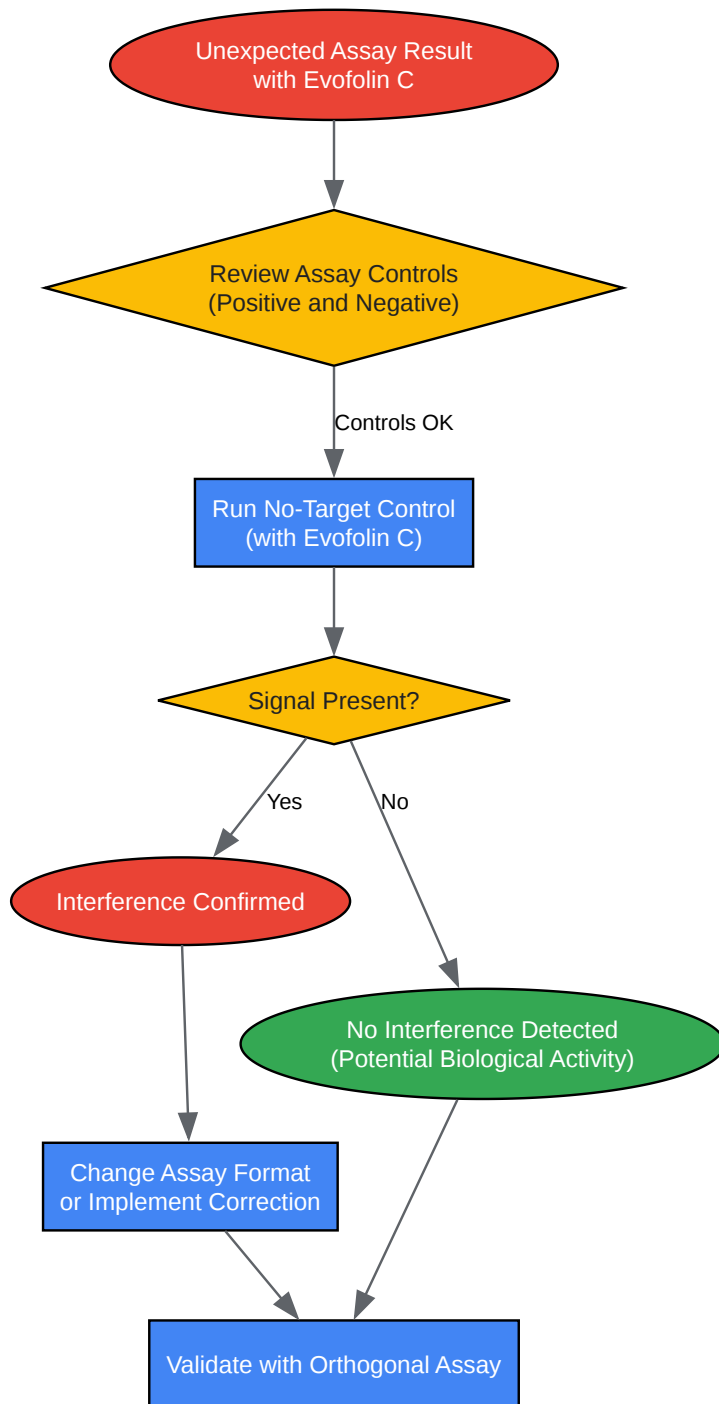 Unexpected Assay Result
with Evofolin C
Review Assay Controls
(Positive and Negative)
Controls OK
Run No-Target Control
(with Evofolin C)
Signal Present?
Yes
No
Interference Confirmed
No Interference Detected
(Potential Biological Activity)
Change Assay Format
or Implement Correction
Validate with Orthogonal Assay